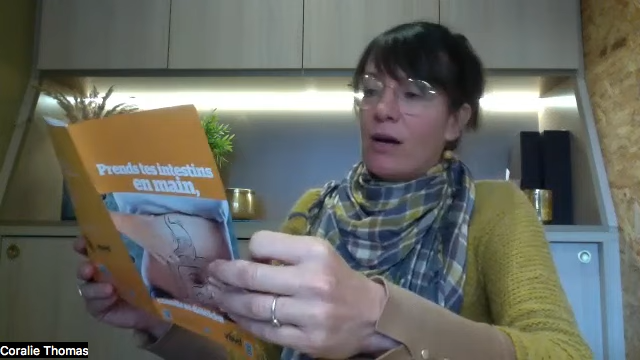 Prends tes intestins
en main,
Coralie Thomas